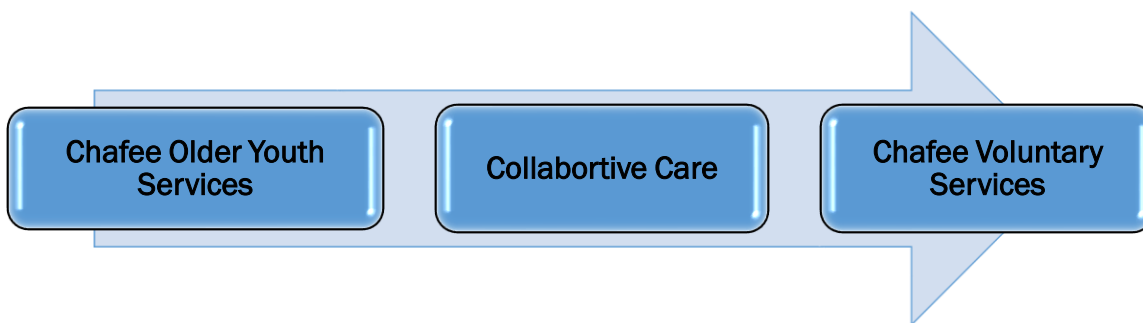 Chafee Older Youth
Services
Collabortive Care
Chafee Voluntary
Services